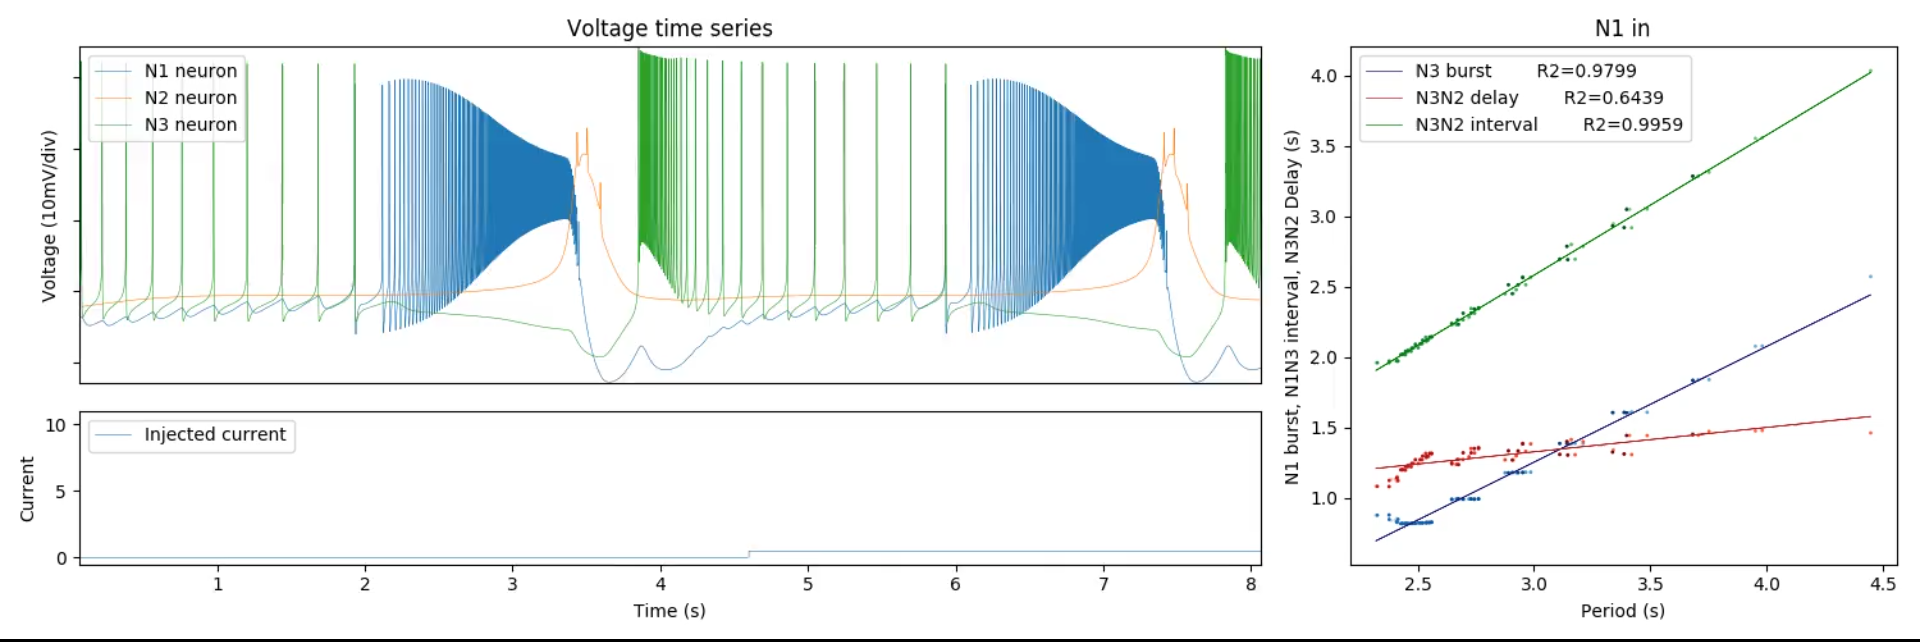 Voltage time series
N1 neuron
N2 neuron
N3 neuron
Voltage (10mV/div)
10
5
0
Injected current
Current
1 2 3 4 5 6 7 8
Time (s)
N1 in
N3 burst R2=0.9799
N3N2 delay R2=0.6439
N3N2 interval R2=0.9959
4.0
3.5
3.0
2.5
2.0
1.5
1.0
N1 burst, N1N3 interval, N3N2 Delay (s)
2.5 3.0 3.5 4.0 4.5
Period (s)